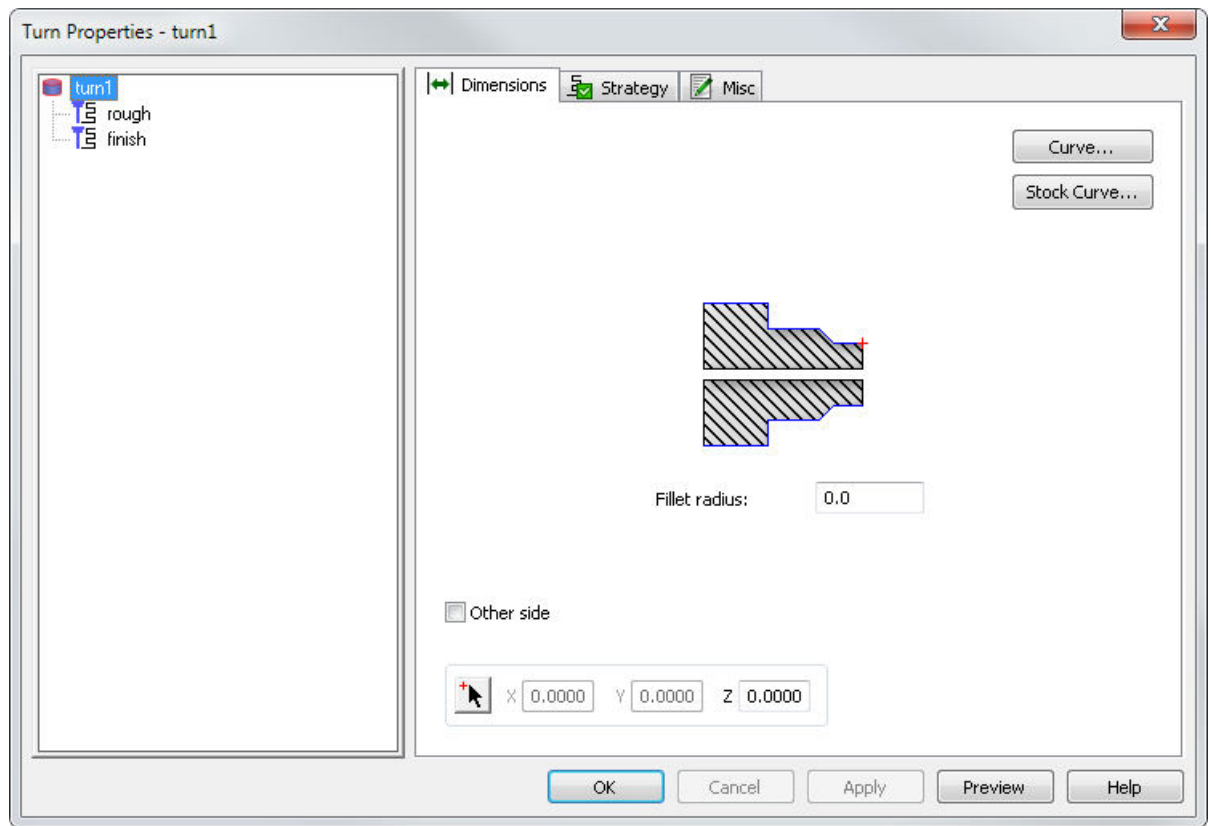 Turn Properties - turn1
turn1
rough
finish
Dimensions Strategy Misc
Curve...
Stock Curve...
Fillet radius: 0.0
Other side
X 0.0000 Y 0.0000 Z 0.0000
OK Cancel Apply Preview Help